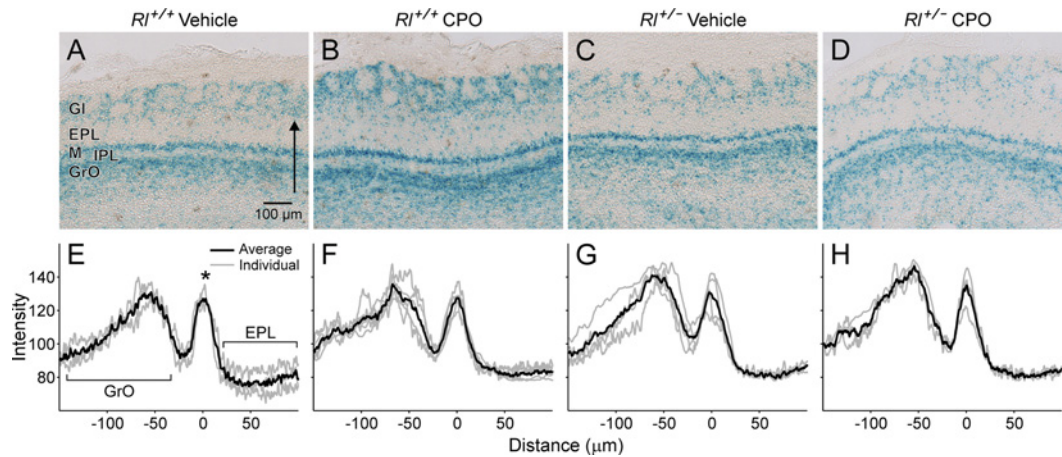 Rl+/+ Vehicle
Rl+/+ CPO
Rl+/− Vehicle
Rl+/− CPO
A
B
C
D
Gl
EPL
M IPL
GrO
100 µm
E
F
G
H
Average
Individual
*
EPL
GrO
Intensity
140
120
100
80
-100 -50 0 50
-100 -50 0 50
-100 -50 0 50
-100 -50 0 50
Distance (µm)